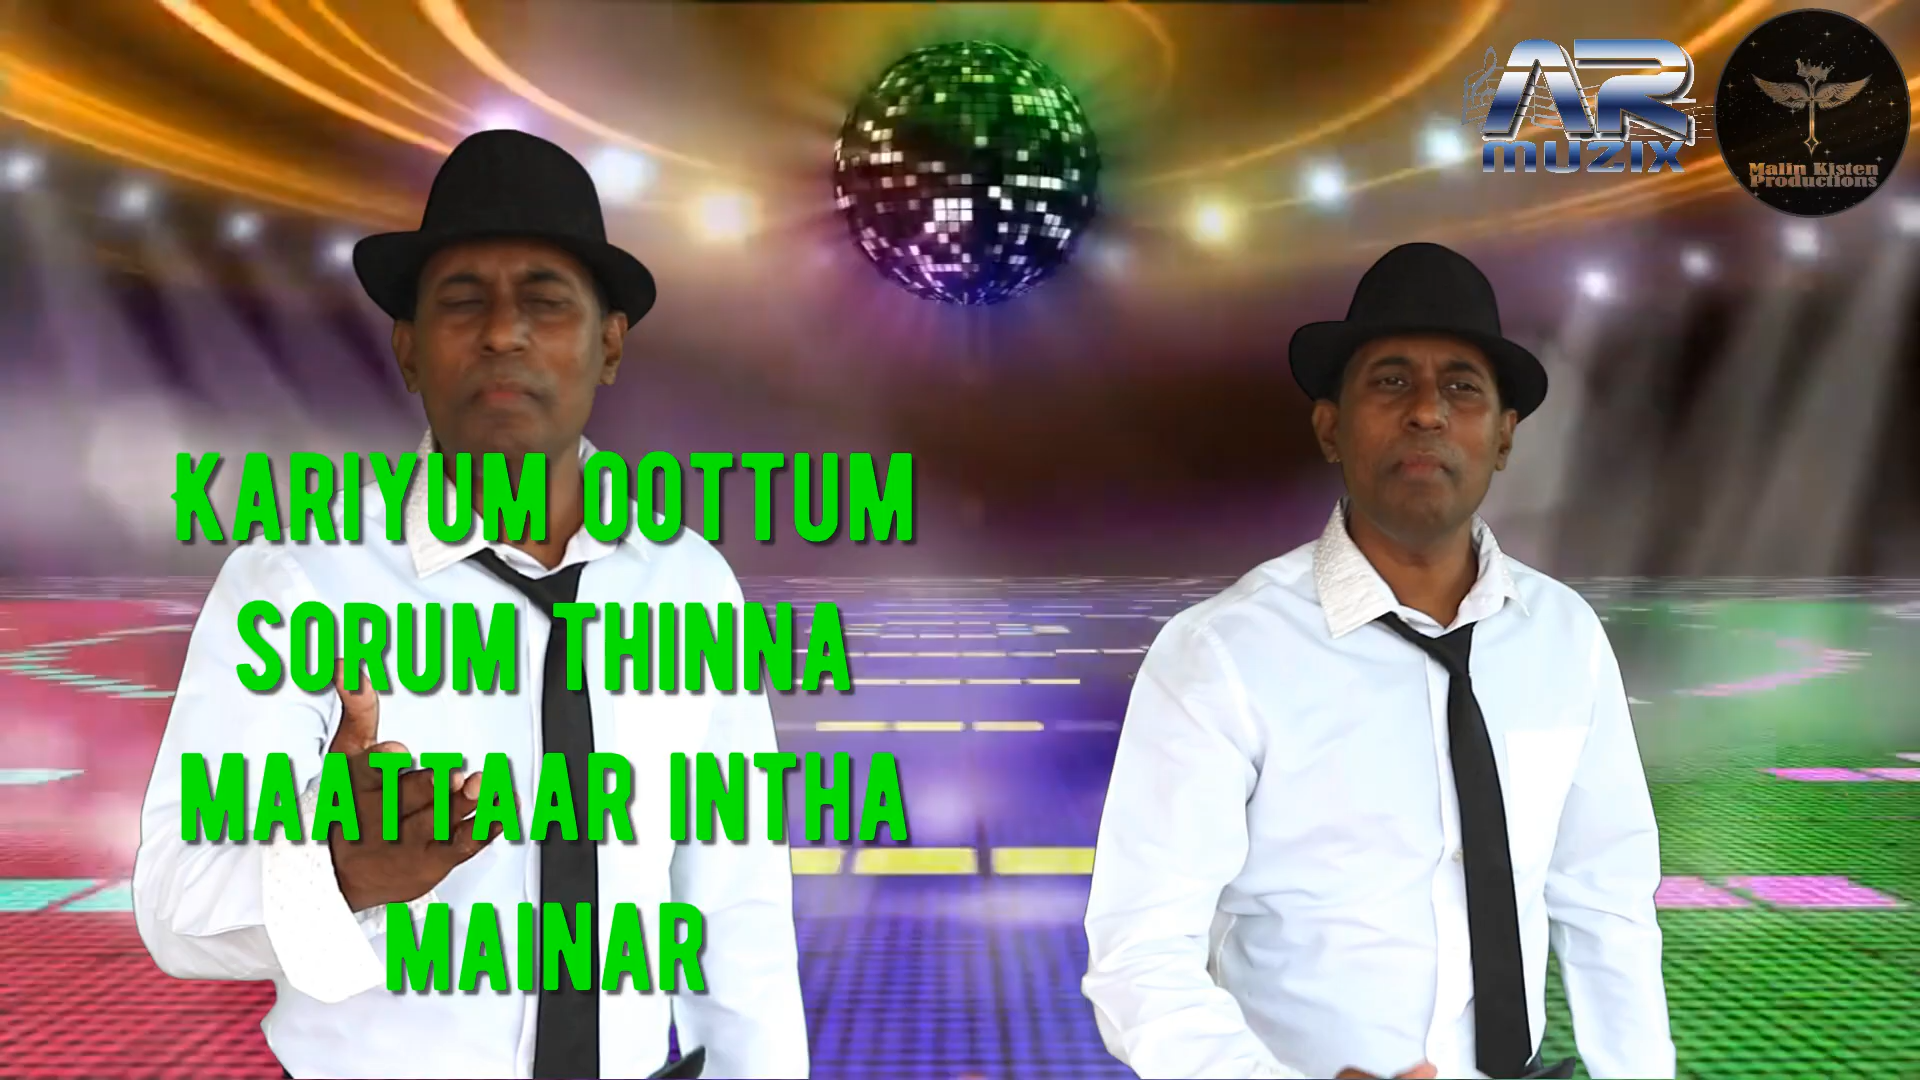 AR
MUZIX
Malin Kisten
Productions
KARIYUM OOTTUM
SORUM THINNA
MAATTAAR INTHA
MAINAR